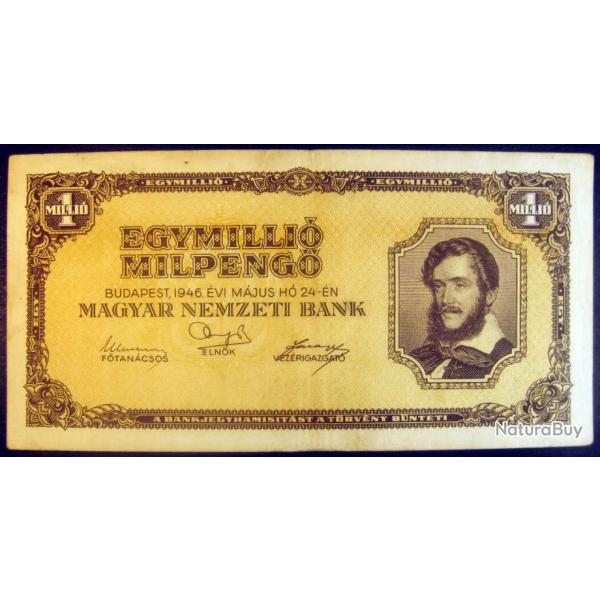 EGYMILLIÓ EGYMILLIÓ
1 MILLIÓ 1 MILLIÓ
EGYMILLIÓ
MILPENGŐ
BUDAPEST, 1946. ÉVI MÁJUS HÓ 24-ÉN
MAGYAR NEMZETI BANK
FŐTANÁCSOS ELNÖK VEZÉRIGAZGATÓ
A BANKJEGYHAMISÍTÁST A TÖRVÉNY BÜNTETI
NaturaBuy